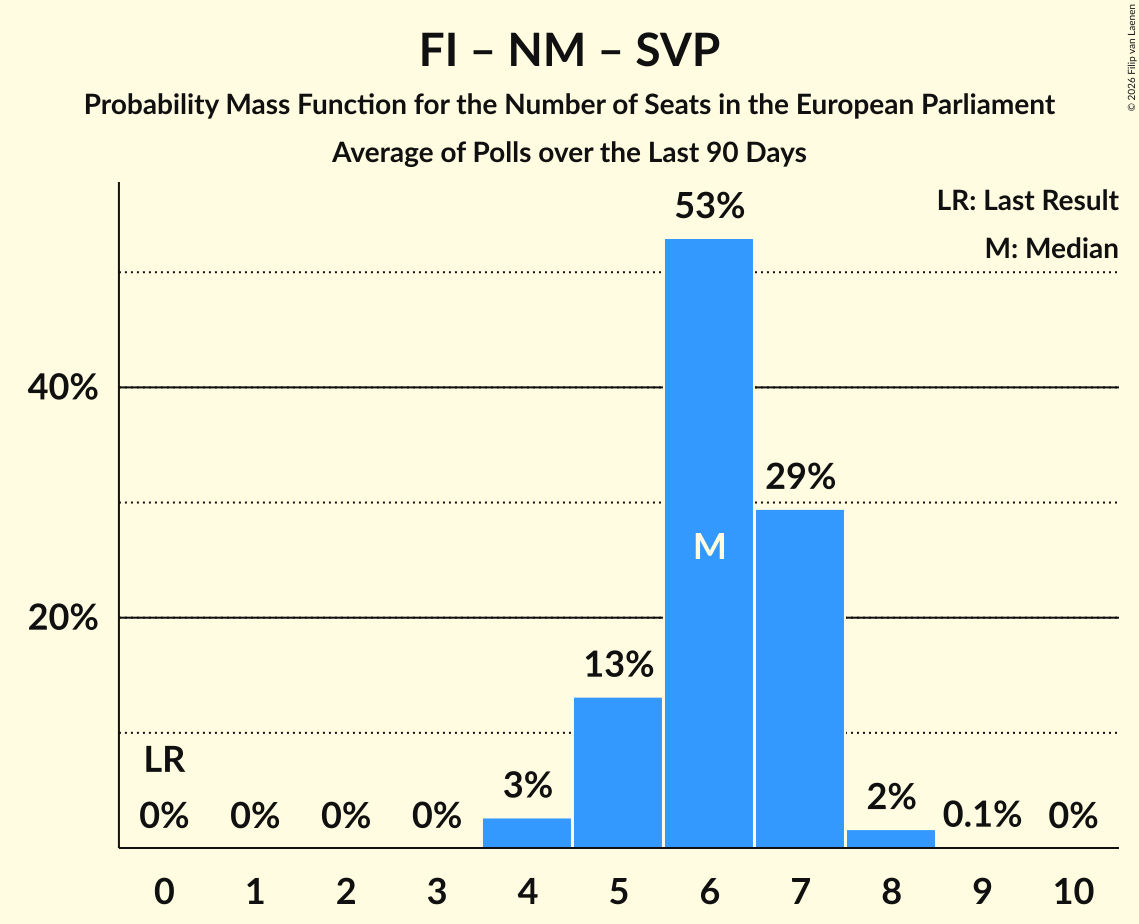 FI – NM – SVP
Probability Mass Function for the Number of Seats in the European Parliament
Average of Polls over the Last 90 Days
© 2026 Filip van Laenen
LR: Last Result
M: Median
53%
40%
29%
M
20%
13%
LR
3%
2%
0% 0% 0% 0% 0.1% 0%
0 1 2 3 4 5 6 7 8 9 10